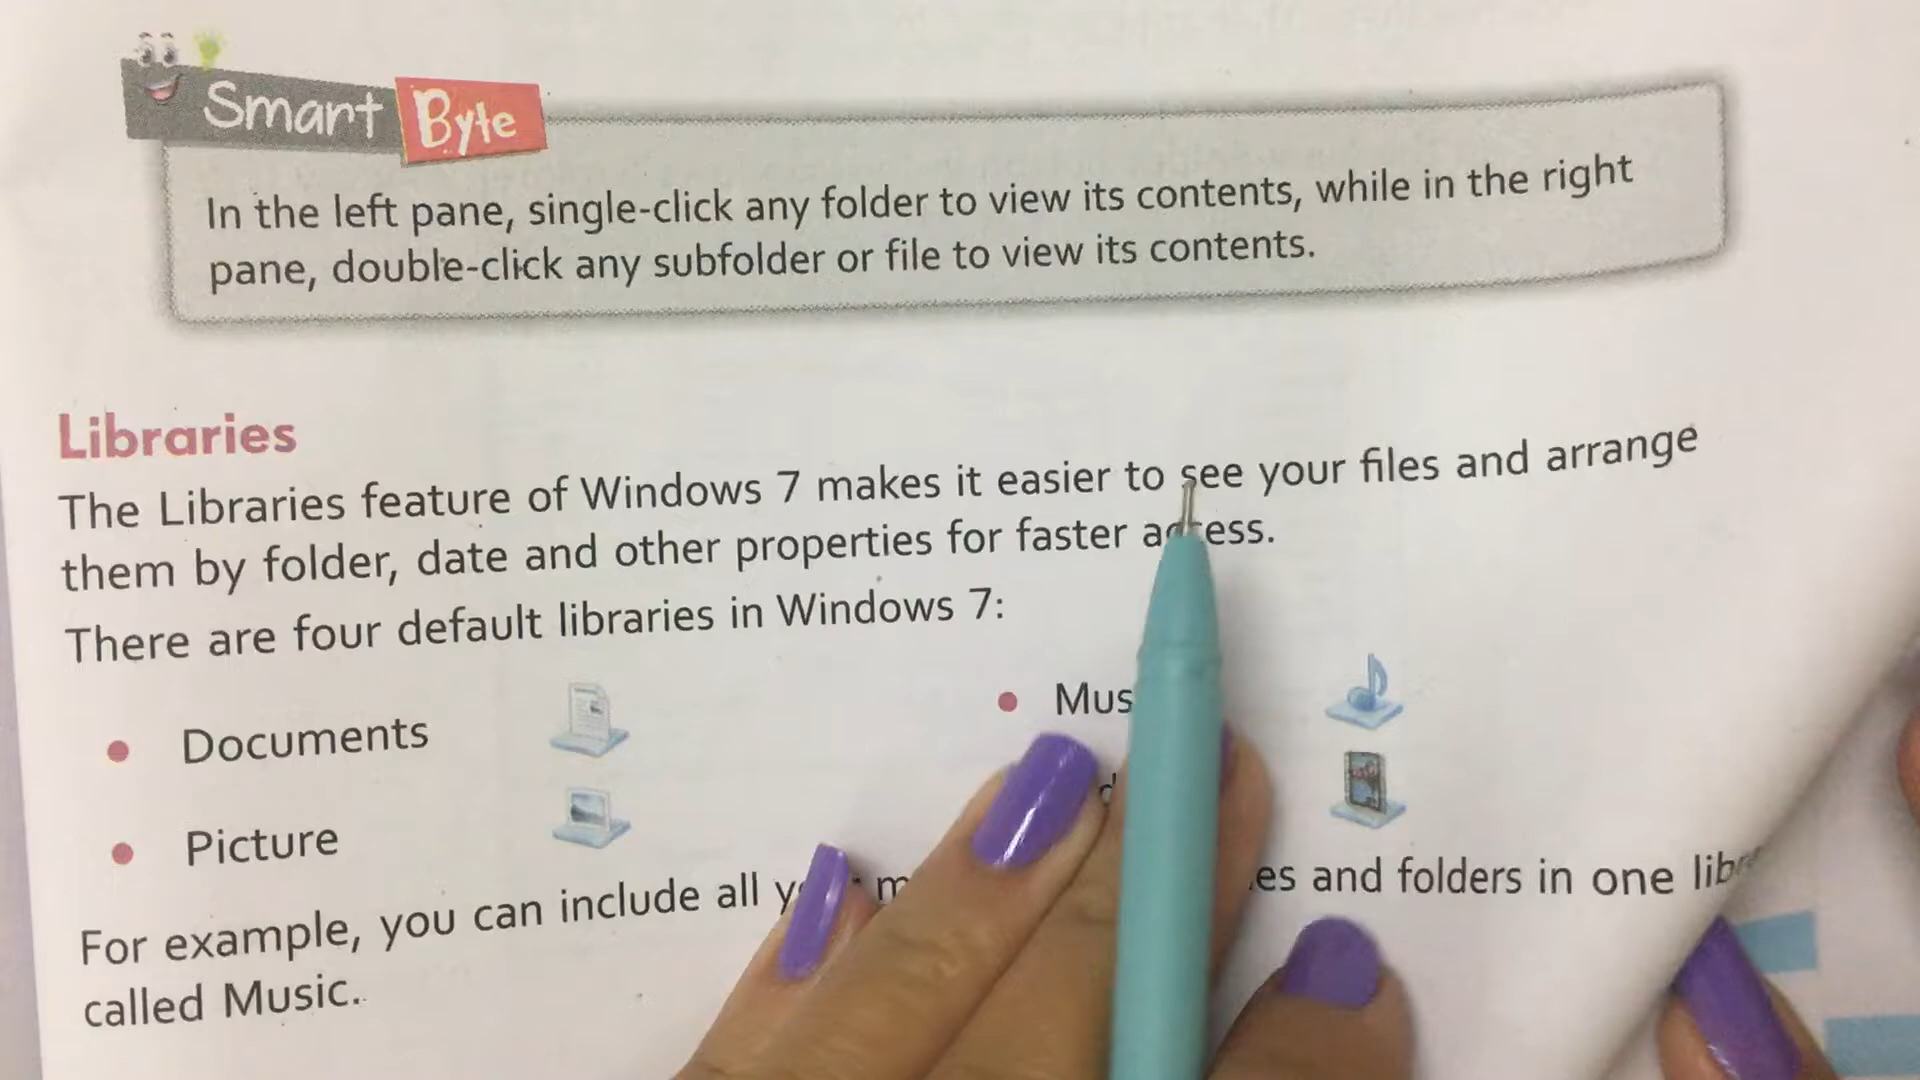 Smart Byte
In the left pane, single-click any folder to view its contents, while in the right
pane, double-click any subfolder or file to view its contents.
Libraries
The Libraries feature of Windows 7 makes it easier to see your files and arrange
them by folder, date and other properties for faster access.
There are four default libraries in Windows 7:
• Documents
• Mus
• Picture
For example, you can include all and folders in one
called Music.